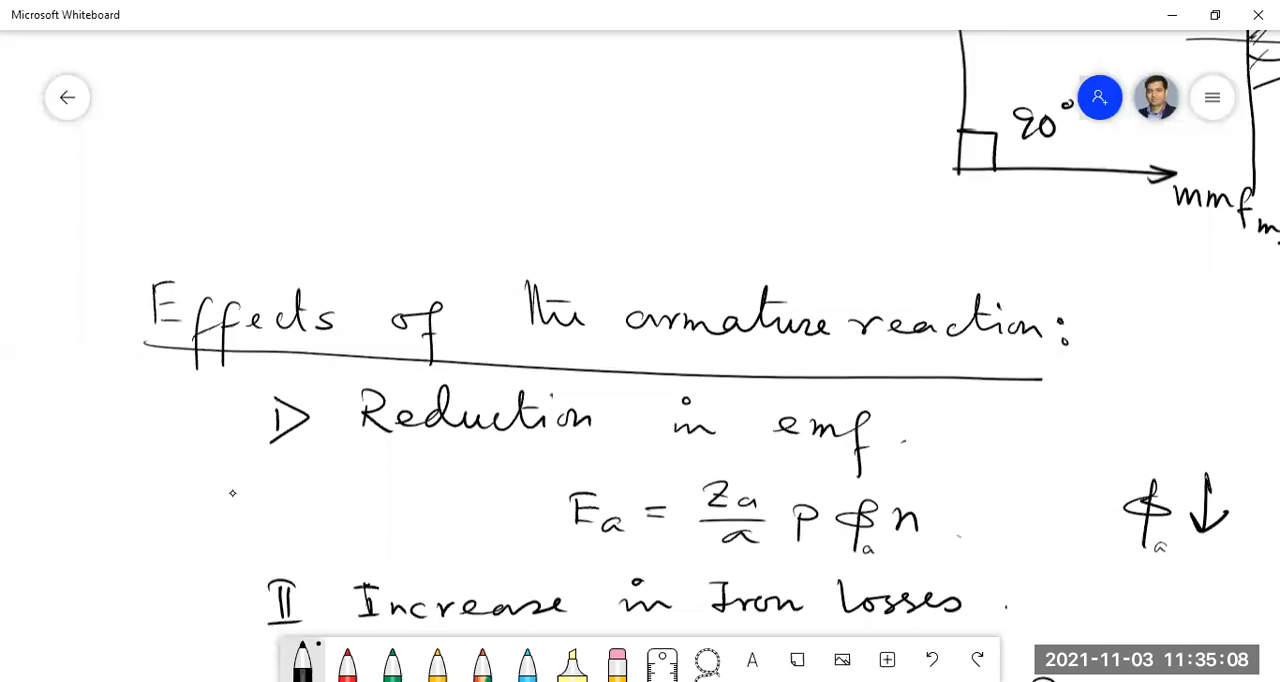 Microsoft Whiteboard
90°
mmf m
Effects of the armature reaction:
I> Reduction in emf.
Ea = Za/a p ϕa n
ϕa ↓
II Increase in Iron losses.
A
2021-11-03 11:35:08